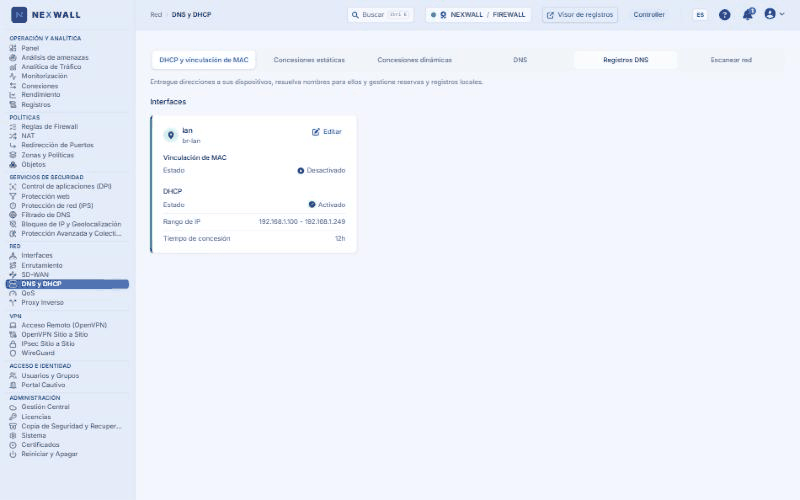 NEXWALL
Red / DNS y DHCP
Buscar Ctrl K
NEXWALL / FIREWALL
Visor de registros
Controller
ES
OPERACIÓN Y ANALÍTICA
Panel
Análisis de amenazas
Analítica de Tráfico
Monitorización
Conexiones
Rendimiento
Registros
POLÍTICAS
Reglas de Firewall
NAT
Redirección de Puertos
Zonas y Políticas
Objetos
SERVICIOS DE SEGURIDAD
Control de aplicaciones (DPI)
Protección web
Protección de red (IPS)
Filtrado de DNS
Bloqueo de IP y Geolocalización
Protección Avanzada y Colecti...
RED
Interfaces
Enrutamiento
SD-WAN
DNS y DHCP
QoS
Proxy Inverso
VPN
Acceso Remoto (OpenVPN)
OpenVPN Sitio a Sitio
IPsec Sitio a Sitio
WireGuard
ACCESO E IDENTIDAD
Usuarios y Grupos
Portal Cautivo
ADMINISTRACIÓN
Gestión Central
Licencias
Copia de Seguridad y Recuper...
Sistema
Certificados
Reiniciar y Apagar
DHCP y vinculación de MAC
Concesiones estáticas
Concesiones dinámicas
DNS
Registros DNS
Escanear red
Entregue direcciones a sus dispositivos, resuelva nombres para ellos y gestione reservas y registros locales.
Interfaces
lan
br-lan
Editar
Vinculación de MAC
Estado Desactivado
DHCP
Estado Activado
Rango de IP 192.168.1.100 - 192.168.1.249
Tiempo de concesión 12h